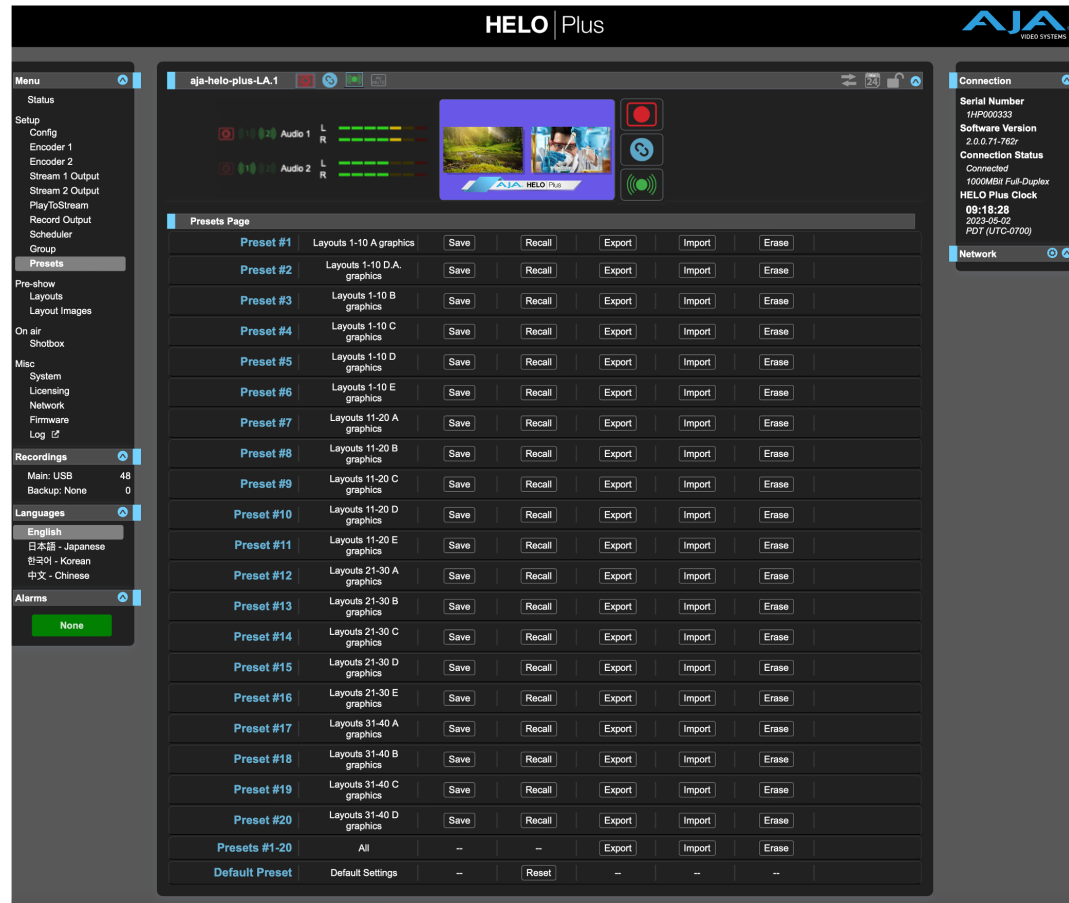 HELO Plus
AJA
VIDEO SYSTEMS
Menu
Status
Setup
Config
Encoder 1
Encoder 2
Stream 1 Output
Stream 2 Output
PlayToStream
Record Output
Scheduler
Group
Presets
Pre-show
Layouts
Layout Images
On air
Shotbox
Misc
System
Licensing
Network
Firmware
Log
Recordings
Main: USB 48
Backup: None 0
Languages
English
日本語 - Japanese
한국어 - Korean
中文 - Chinese
Alarms
None
aja-helo-plus-LA.1
24
Audio 1 L
R
Audio 2 L
R
AJA HELO Plus
Presets Page
Preset #1 Layouts 1-10 A graphics Save Recall Export Import Erase
Preset #2 Layouts 1-10 D.A.
graphics Save Recall Export Import Erase
Preset #3 Layouts 1-10 B
graphics Save Recall Export Import Erase
Preset #4 Layouts 1-10 C
graphics Save Recall Export Import Erase
Preset #5 Layouts 1-10 D
graphics Save Recall Export Import Erase
Preset #6 Layouts 1-10 E
graphics Save Recall Export Import Erase
Preset #7 Layouts 11-20 A
graphics Save Recall Export Import Erase
Preset #8 Layouts 11-20 B
graphics Save Recall Export Import Erase
Preset #9 Layouts 11-20 C
graphics Save Recall Export Import Erase
Preset #10 Layouts 11-20 D
graphics Save Recall Export Import Erase
Preset #11 Layouts 11-20 E
graphics Save Recall Export Import Erase
Preset #12 Layouts 21-30 A
graphics Save Recall Export Import Erase
Preset #13 Layouts 21-30 B
graphics Save Recall Export Import Erase
Preset #14 Layouts 21-30 C
graphics Save Recall Export Import Erase
Preset #15 Layouts 21-30 D
graphics Save Recall Export Import Erase
Preset #16 Layouts 21-30 E
graphics Save Recall Export Import Erase
Preset #17 Layouts 31-40 A
graphics Save Recall Export Import Erase
Preset #18 Layouts 31-40 B
graphics Save Recall Export Import Erase
Preset #19 Layouts 31-40 C
graphics Save Recall Export Import Erase
Preset #20 Layouts 31-40 D
graphics Save Recall Export Import Erase
Presets #1-20 All -- -- Export Import Erase
Default Preset Default Settings -- Reset -- -- --
Connection
Serial Number
1HP000333
Software Version
2.0.0.71-762r
Connection Status
Connected
1000MBit Full-Duplex
HELO Plus Clock
09:18:28
2023-05-02
PDT (UTC-0700)
Network